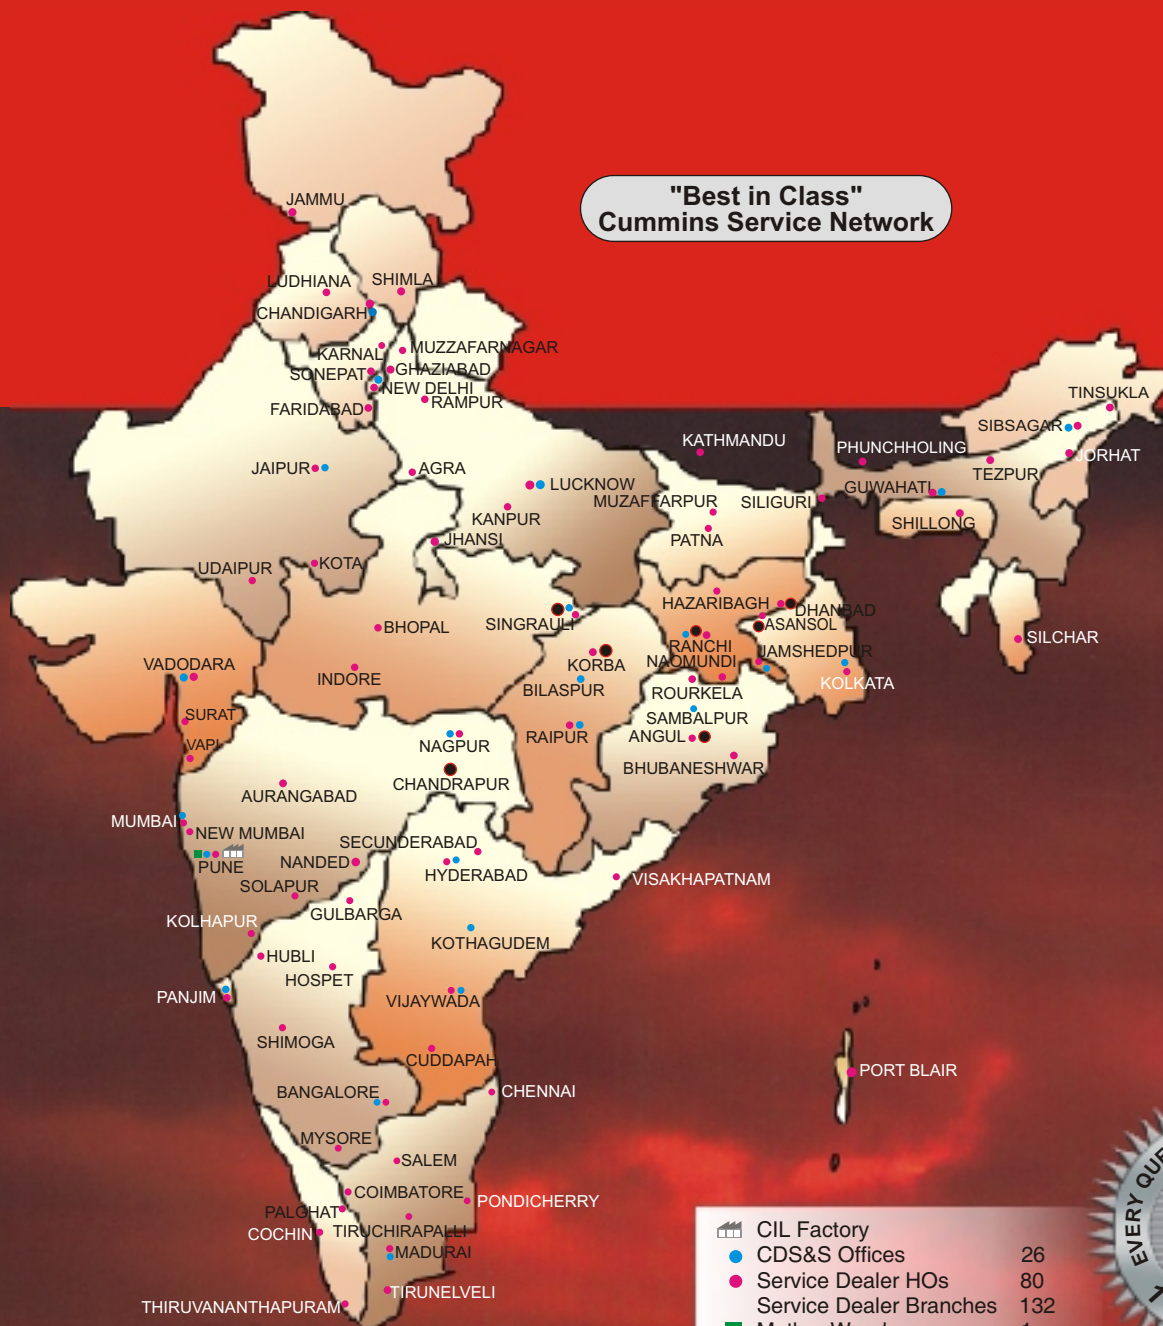 "Best in Class"
Cummins Service Network
JAMMU
LUDHIANA
SHIMLA
CHANDIGARH
KARNAL
MUZZAFARNAGAR
SONEPAT
GHAZIABAD
NEW DELHI
FARIDABAD
RAMPUR
TINSUKLA
SIBSAGAR
KATHMANDU
PHUNCHHOLING
JORHAT
JAIPUR
AGRA
TEZPUR
LUCKNOW
GUWAHATI
MUZAFFARPUR
SILIGURI
KANPUR
SHILLONG
JHANSI
PATNA
UDAIPUR
KOTA
HAZARIBAGH
DHANBAD
SINGRAULI
ASANSOL
BHOPAL
SILCHAR
RANCHI
JAMSHEDPUR
VADODARA
KORBA
NAOMUNDI
INDORE
BILASPUR
KOLKATA
ROURKELA
SURAT
SAMBALPUR
RAIPUR
ANGUL
VAPI
NAGPUR
BHUBANESHWAR
CHANDRAPUR
AURANGABAD
MUMBAI
NEW MUMBAI
SECUNDERABAD
PUNE
NANDED
HYDERABAD
VISAKHAPATNAM
SOLAPUR
GULBARGA
KOLHAPUR
KOTHAGUDEM
HUBLI
HOSPET
PANJIM
VIJAYWADA
SHIMOGA
CUDDAPAH
PORT BLAIR
BANGALORE
CHENNAI
MYSORE
SALEM
COIMBATORE
PONDICHERRY
PALGHAT
COCHIN
TIRUCHIRAPALLI
MADURAI
TIRUNELVELI
THIRUVANANTHAPURAM
CIL Factory
CDS&S Offices 26
Service Dealer HOs 80
Service Dealer Branches 132
EVERY